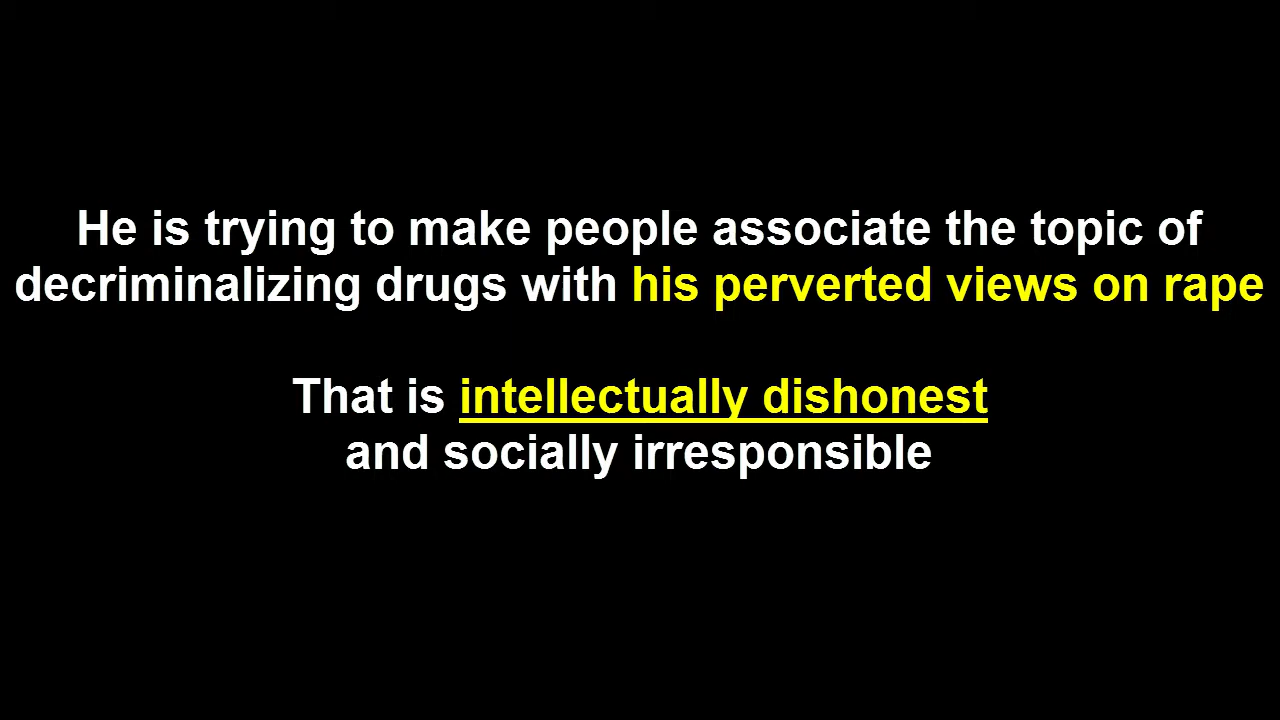 He is trying to make people associate the topic of
decriminalizing drugs with his perverted views on rape
That is intellectually dishonest
and socially irresponsible